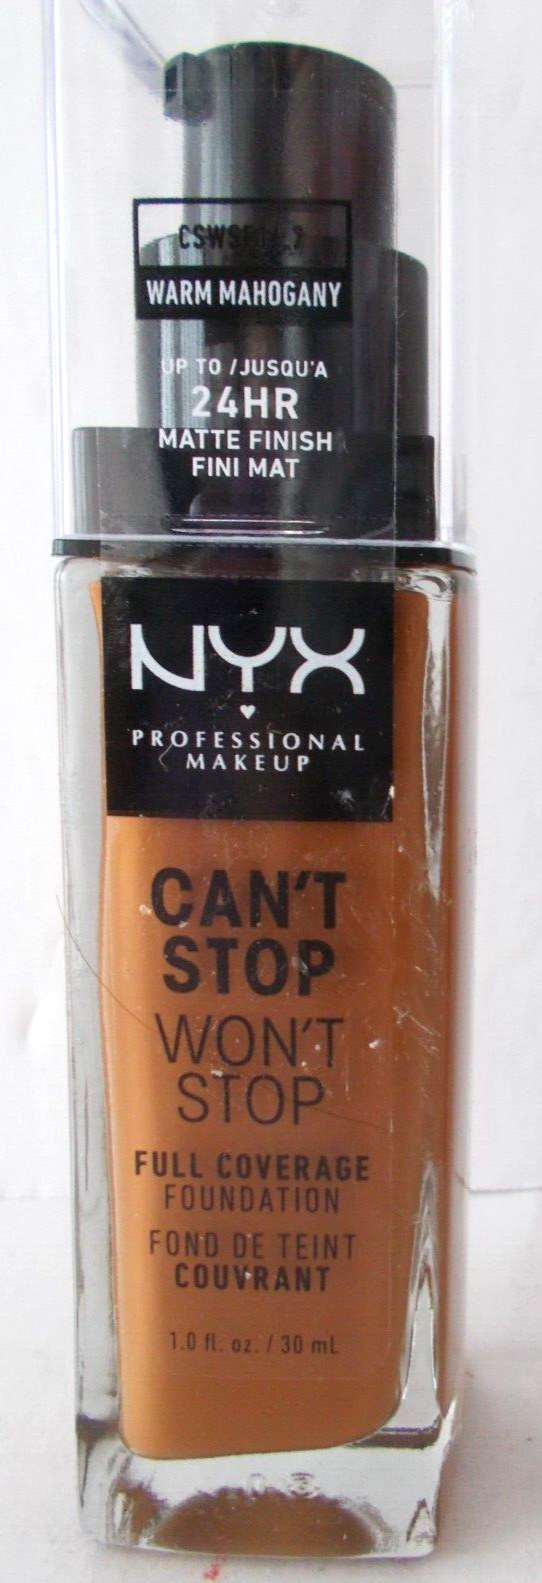 WARM MAHOGANY
UP TO / JUSQU'A
24HR
MATTE FINISH
FINI MAT
NYX
PROFESSIONAL
MAKEUP
CAN'T
STOP
WON'T
STOP
FULL COVERAGE
FOUNDATION
FOND DE TEINT
COUVRANT
1.0 fl. oz. / 30 mL